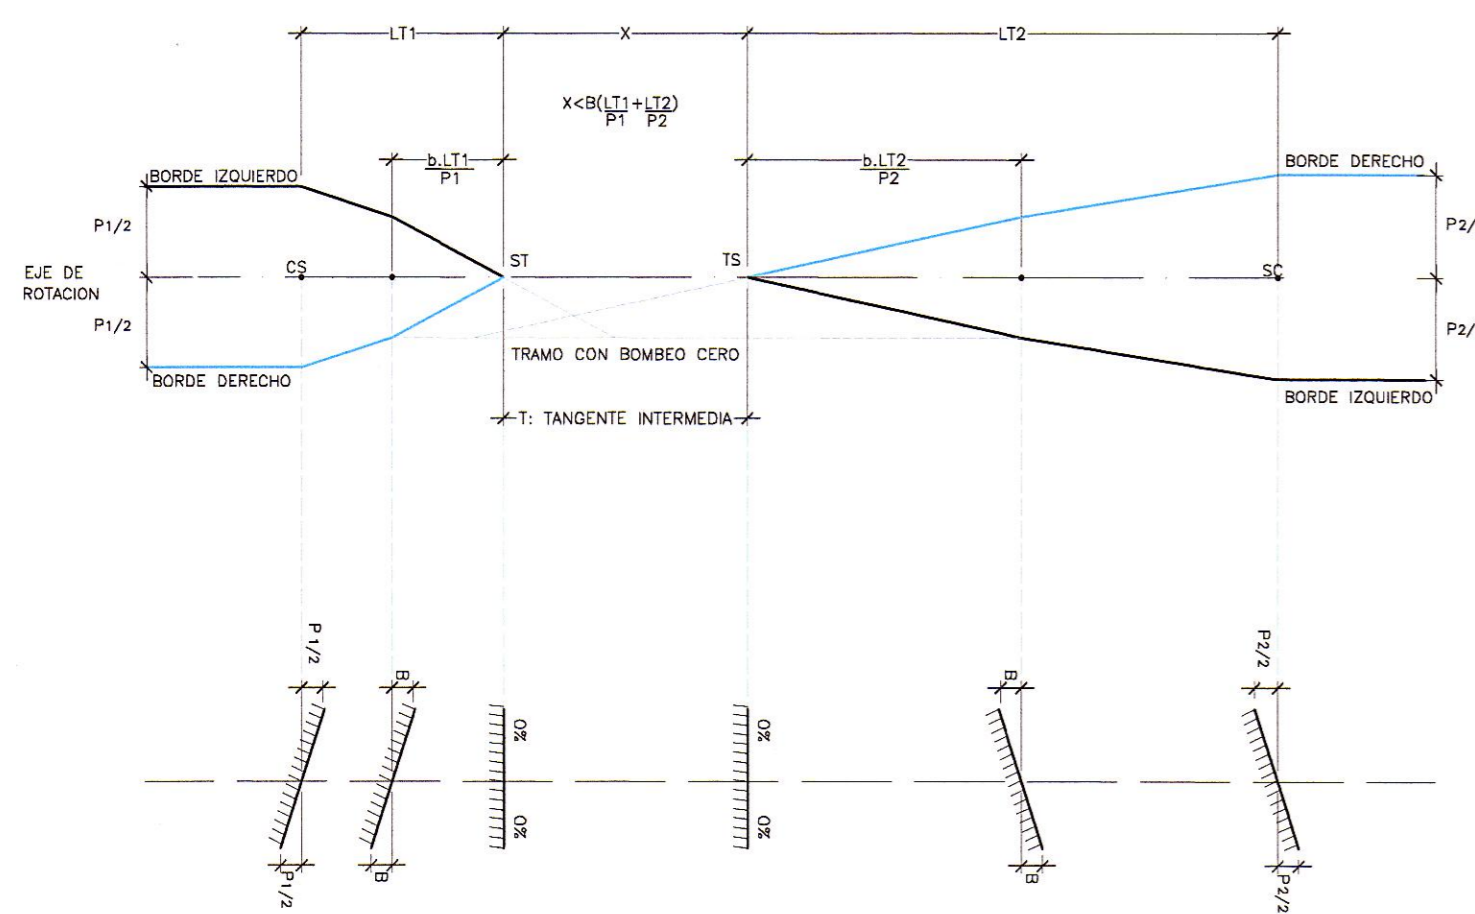 LT1
X
LT2
X<B(LT1+LT2)
P1 P2
b.LT1
P1
b.LT2
P2
BORDE IZQUIERDO
BORDE DERECHO
P1/2
P2/
EJE DE
ROTACION
CS
ST
TS
SC
P1/2
P2/
TRAMO CON BOMBEO CERO
BORDE DERECHO
BORDE IZQUIERDO
T: TANGENTE INTERMEDIA
P1/2
B
0%
0%
B
P2/2
0%
0%
P1/2
B
B
P2/2